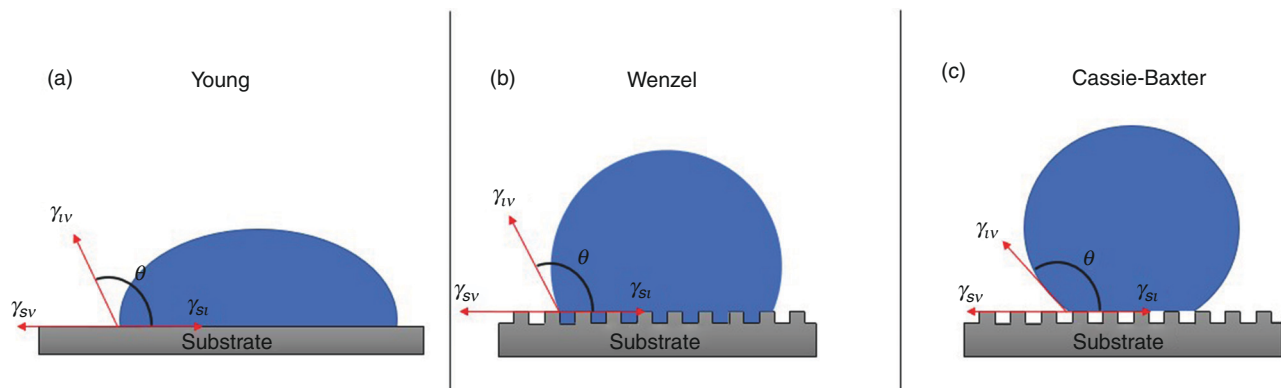 (a) Young
γlv
θ
γsv
γsl
Substrate
(b) Wenzel
γlv
θ
γsv
γsl
Substrate
(c) Cassie-Baxter
γlv
θ
γsv
γsl
Substrate